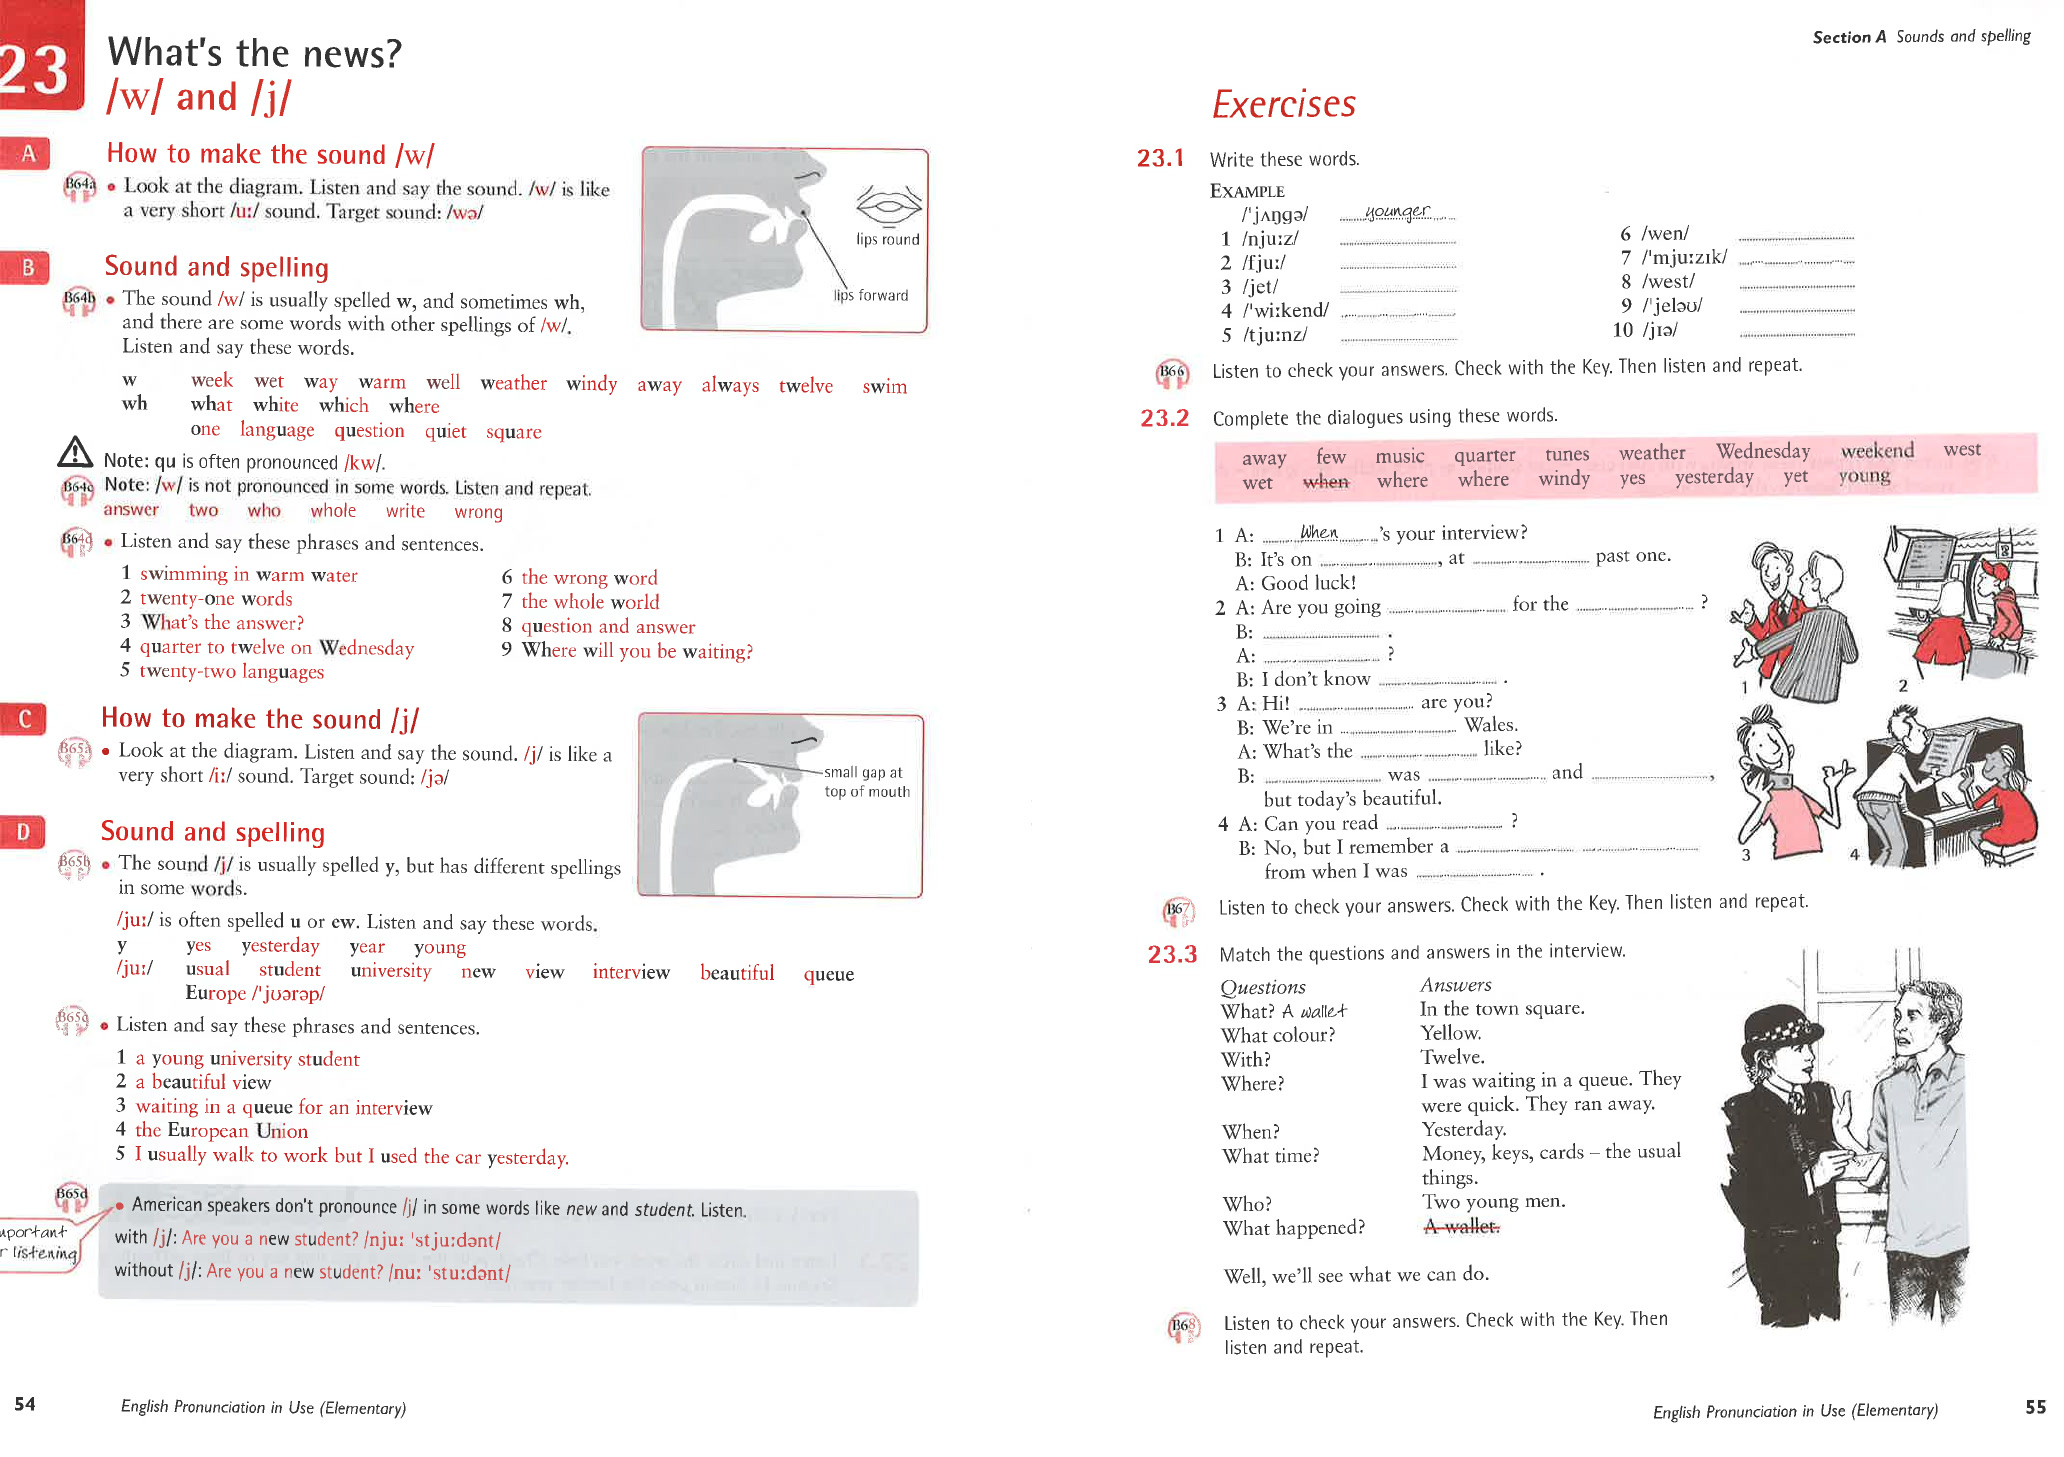 23
What's the news?
/w/ and /j/
A
How to make the sound /w/
B64a
• Look at the diagram. Listen and say the sound. /w/ is like
a very short /uː/ sound. Target sound: /wə/
lips round
lips forward
B
Sound and spelling
B64b
• The sound /w/ is usually spelled w, and sometimes wh,
and there are some words with other spellings of /w/.
Listen and say these words.
w week wet way warm well weather windy away always twelve swim
wh what white which where
one language question quiet square
Note: qu is often pronounced /kw/.
B64c
Note: /w/ is not pronounced in some words. Listen and repeat.
answer two who whole write wrong
B64d
• Listen and say these phrases and sentences.
1 swimming in warm water
2 twenty-one words
3 What's the answer?
4 quarter to twelve on Wednesday
5 twenty-two languages
6 the wrong word
7 the whole world
8 question and answer
9 Where will you be waiting?
C
How to make the sound /j/
B65a
• Look at the diagram. Listen and say the sound. /j/ is like a
very short /iː/ sound. Target sound: /jə/
small gap at
top of mouth
D
Sound and spelling
B65b
• The sound /j/ is usually spelled y, but has different spellings
in some words.
/juː/ is often spelled u or ew. Listen and say these words.
y yes yesterday year young
/juː/ usual student university new view interview beautiful queue
Europe /ˈjʊərəp/
B65c
• Listen and say these phrases and sentences.
1 a young university student
2 a beautiful view
3 waiting in a queue for an interview
4 the European Union
5 I usually walk to work but I used the car yesterday.
B65d
• American speakers don't pronounce /j/ in some words like new and student. Listen.
with /j/: Are you a new student? /njuː ˈstjuːdənt/
without /j/: Are you a new student? /nuː ˈstuːdənt/
mportant
r listening
54
English Pronunciation in Use (Elementary)
Section A Sounds and spelling
Exercises
23.1 Write these words.
EXAMPLE
/ˈjʌŋgə/ younger
1 /njuːz/
2 /fjuː/
3 /jet/
4 /ˈwiːkend/
5 /tjuːnz/
6 /wen/
7 /ˈmjuːzɪk/
8 /west/
9 /ˈjeləʊ/
10 /jɪə/
B66
Listen to check your answers. Check with the Key. Then listen and repeat.
23.2 Complete the dialogues using these words.
away few music quarter tunes weather Wednesday weekend west
wet when where where windy yes yesterday yet young
1 A: When 's your interview?
B: It's on , at past one.
A: Good luck!
2 A: Are you going for the ?
B: .
A: ?
B: I don't know .
3 A: Hi! are you?
B: We're in Wales.
A: What's the like?
B: was and ,
but today's beautiful.
4 A: Can you read ?
B: No, but I remember a
from when I was .
1
2
3
4
B67
Listen to check your answers. Check with the Key. Then listen and repeat.
23.3 Match the questions and answers in the interview.
Questions Answers
What? A wallet In the town square.
What colour? Yellow.
With? Twelve.
Where? I was waiting in a queue. They
were quick. They ran away.
When? Yesterday.
What time? Money, keys, cards – the usual
things.
Who? Two young men.
What happened? A wallet.
Well, we'll see what we can do.
B68
Listen to check your answers. Check with the Key. Then
listen and repeat.
English Pronunciation in Use (Elementary)
55